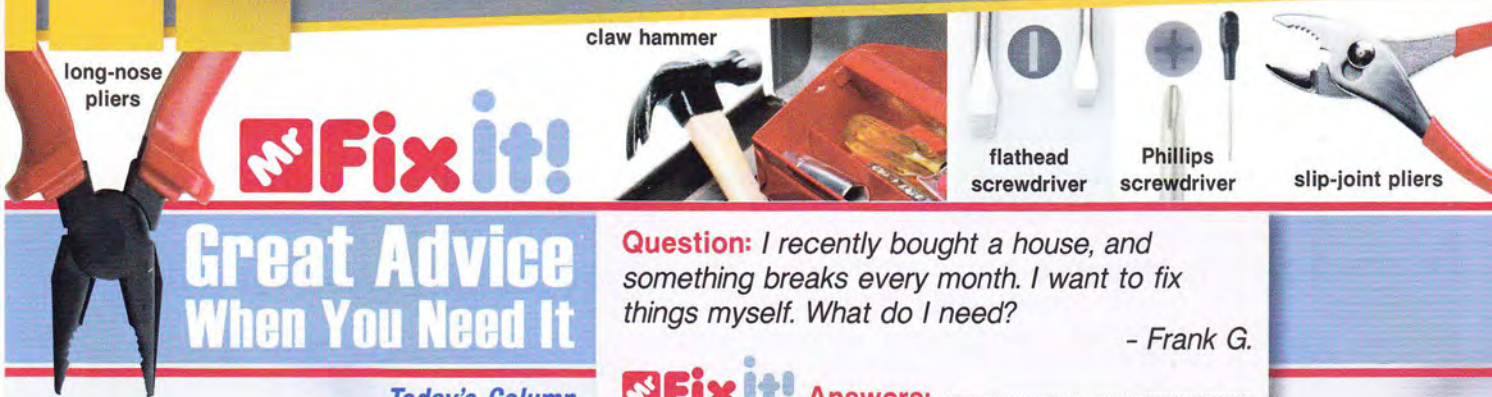 long-nose
pliers
claw hammer
flathead
screwdriver
Phillips
screwdriver
slip-joint pliers
Mr Fix it!
Great Advice
When You Need It
Question: I recently bought a house, and
something breaks every month. I want to fix
things myself. What do I need?
– Frank G.
Today's Column
Mr Fix it! Answers: